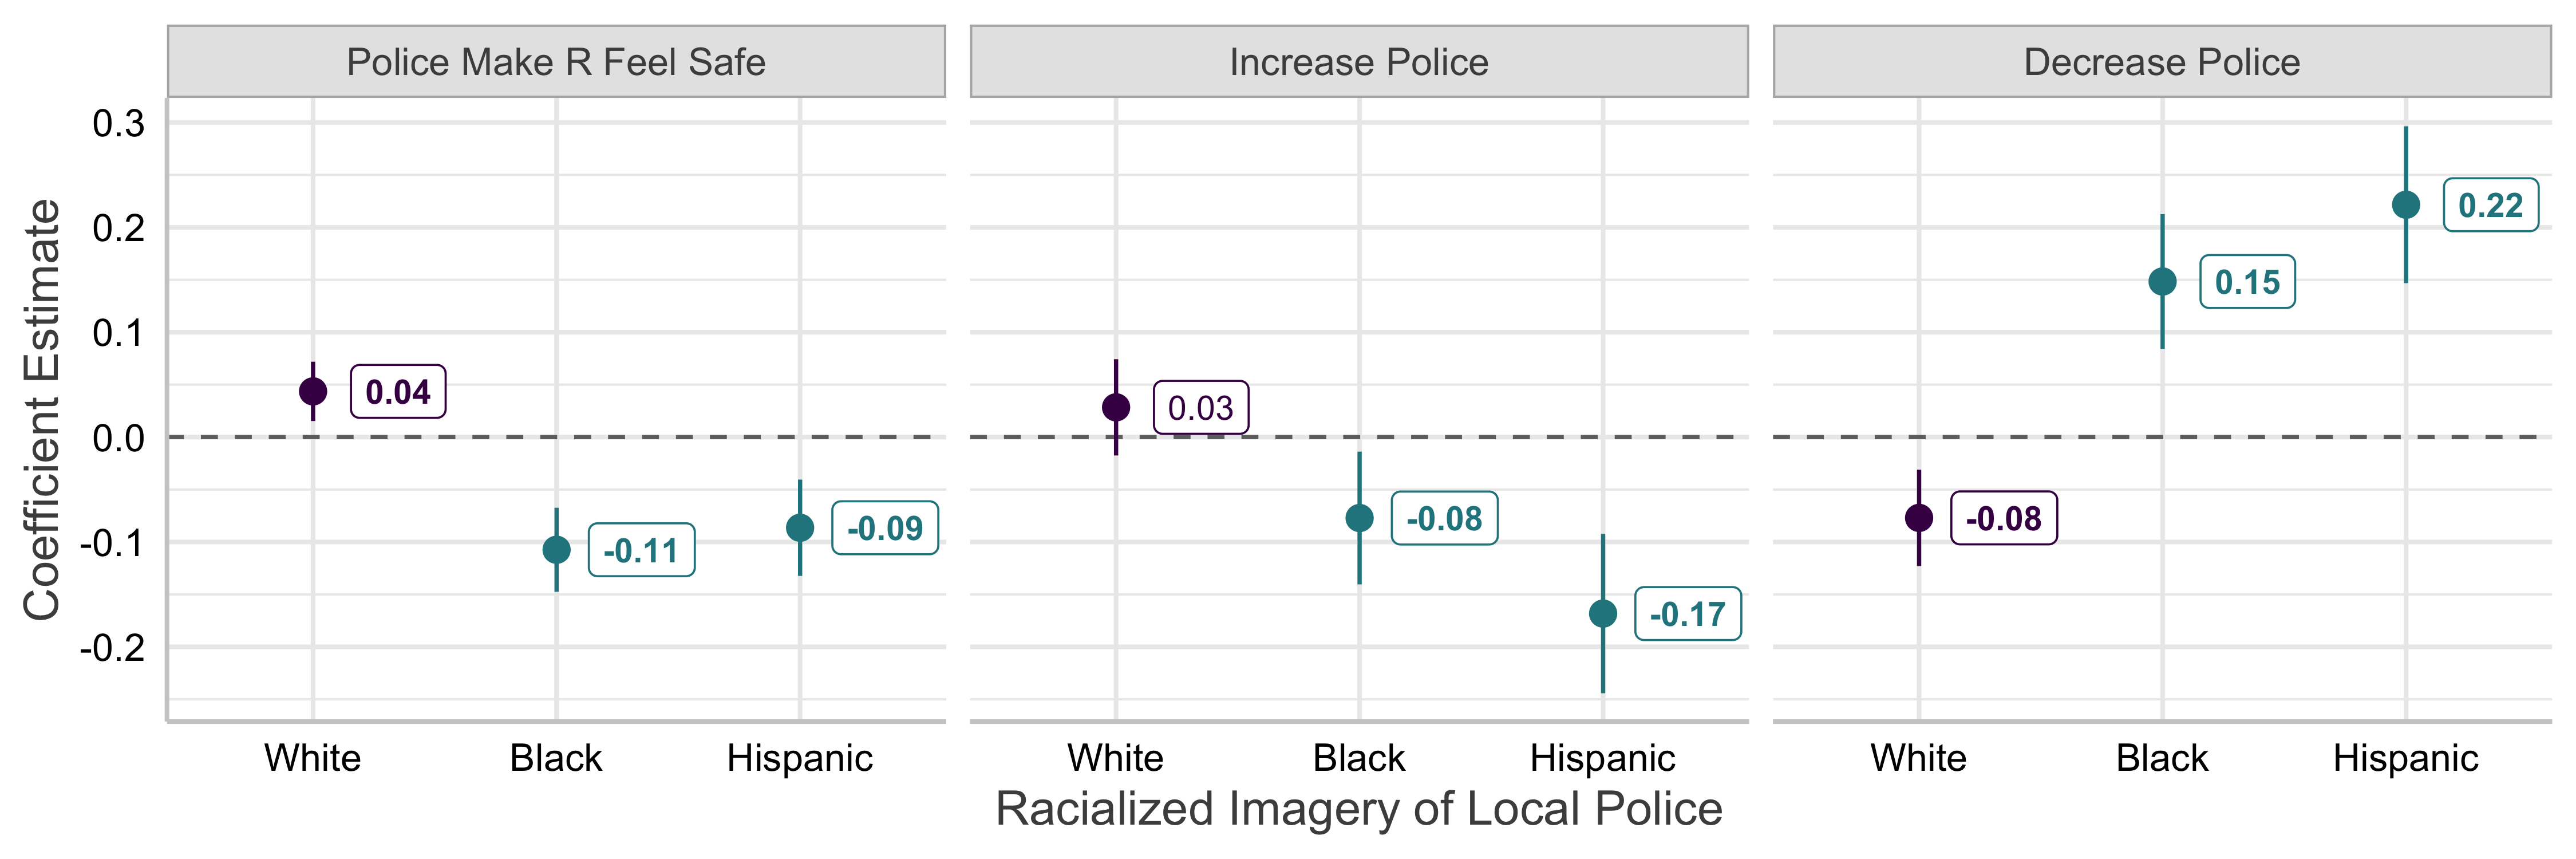 Police Make R Feel Safe
Increase Police
Decrease Police
Coefficient Estimate
0.3
0.2
0.1
0.0
-0.1
-0.2
0.04
-0.11
-0.09
0.03
-0.08
-0.17
-0.08
0.15
0.22
White Black Hispanic
White Black Hispanic
White Black Hispanic
Racialized Imagery of Local Police